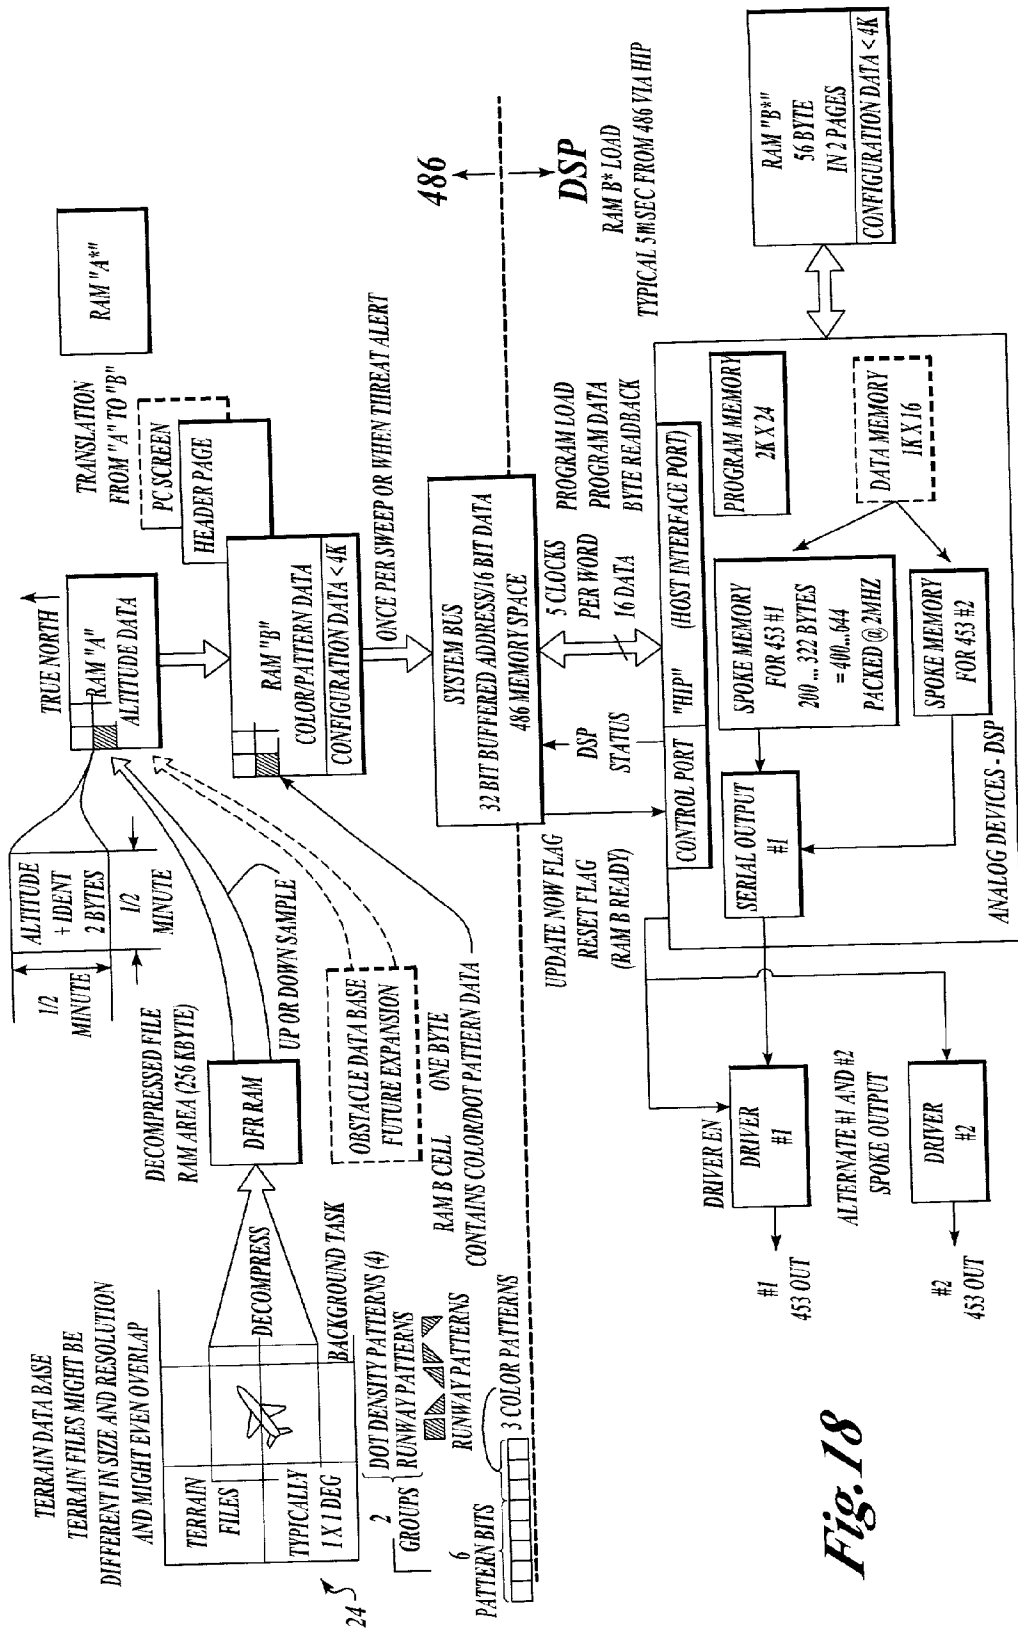 TERRAIN DATA BASE
TERRAIN FILES MIGHT BE
DIFFERENT IN SIZE AND RESOLUTION
AND MIGHT EVEN OVERLAP
TERRAIN
FILES
TYPICALLY
1 X 1 DEG
24
DECOMPRESS
BACKGROUND TASK
DECOMPRESSED FILE
RAM AREA (256 KBYTE)
DFR RAM
UP OR DOWN SAMPLE
OBSTACLE DATA BASE
FUTURE EXPANSION
1/2
MINUTE
ALTITUDE
+ IDENT
2 BYTES
1/2
MINUTE
TRUE NORTH
RAM "A"
ALTITUDE DATA
TRANSLATION
FROM "A" TO "B"
RAM "A*"
PC SCREEN
HEADER PAGE
RAM "B"
COLOR/PATTERN DATA
CONFIGURATION DATA < 4K
2
GROUPS
DOT DENSITY PATTERNS (4)
RUNWAY PATTERNS
RUNWAY PATTERNS
6
PATTERN BITS
3 COLOR PATTERNS
RAM B CELL ONE BYTE
CONTAINS COLOR/DOT PATTERN DATA
ONCE PER SWEEP OR WHEN THREAT ALERT
SYSTEM BUS
32 BIT BUFFERED ADDRESS/16 BIT DATA
486 MEMORY SPACE
486
DSP
UPDATE NOW FLAG
RESET FLAG
(RAM B READY)
DSP
STATUS
5 CLOCKS
PER WORD
16 DATA
PROGRAM LOAD
PROGRAM DATA
BYTE READBACK
RAM B* LOAD
TYPICAL 5 mSEC FROM 486 VIA HIP
CONTROL PORT
"HIP"
(HOST INTERFACE PORT)
SERIAL OUTPUT
#1
SPOKE MEMORY
FOR 453 #1
200 ... 322 BYTES
= 400...644
PACKED @ 2MHZ
PROGRAM MEMORY
2K X 24
DATA MEMORY
1K X 16
SPOKE MEMORY
FOR 453 #2
ANALOG DEVICES - DSP
RAM "B*"
56 BYTE
IN 2 PAGES
CONFIGURATION DATA < 4K
DRIVER EN
DRIVER
#1
#1
453 OUT
ALTERNATE #1 AND #2
SPOKE OUTPUT
DRIVER
#2
#2
453 OUT
Fig. 18